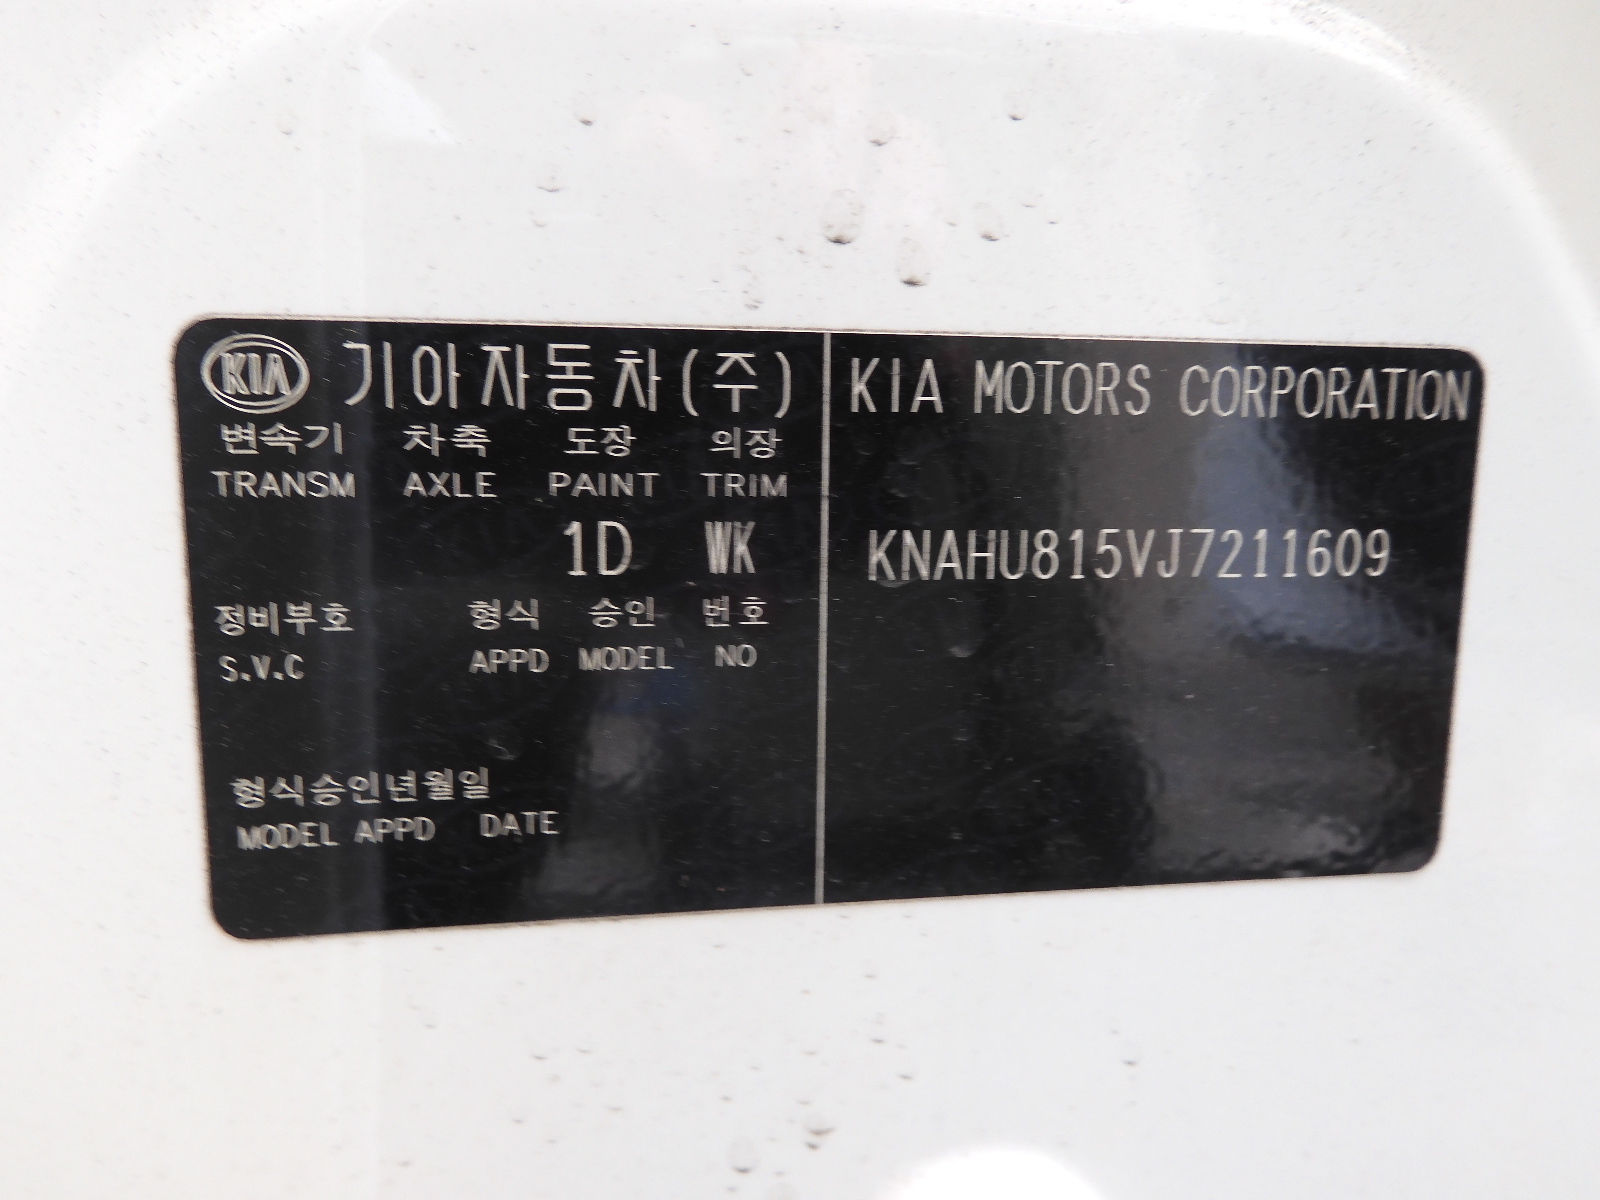 KIA 기아자동차(주)
변속기 차축 도장 의장
TRANSM AXLE PAINT TRIM
1D WK
정비부호 형식 승인 번호
S.V.C APPD MODEL NO
형식승인년월일
MODEL APPD DATE
KIA MOTORS CORPORATION
KNAHU815VJ7211609